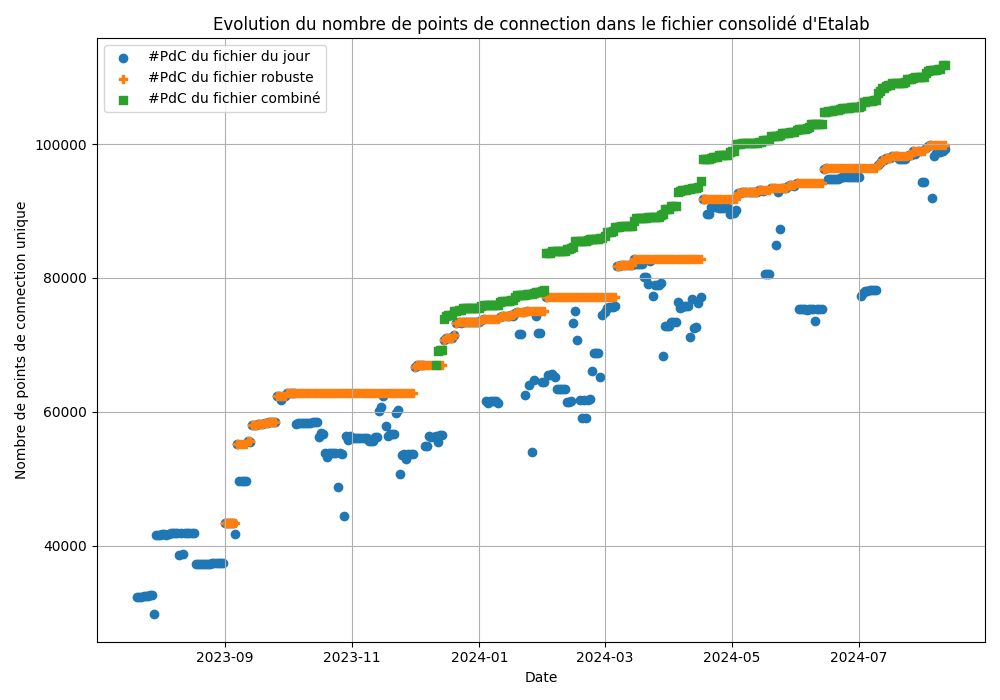 Evolution du nombre de points de connection dans le fichier consolidé d'Etalab
#PdC du fichier du jour
#PdC du fichier robuste
#PdC du fichier combiné
Nombre de points de connection unique
100000
80000
60000
40000
2023-09
2023-11
2024-01
2024-03
2024-05
2024-07
Date